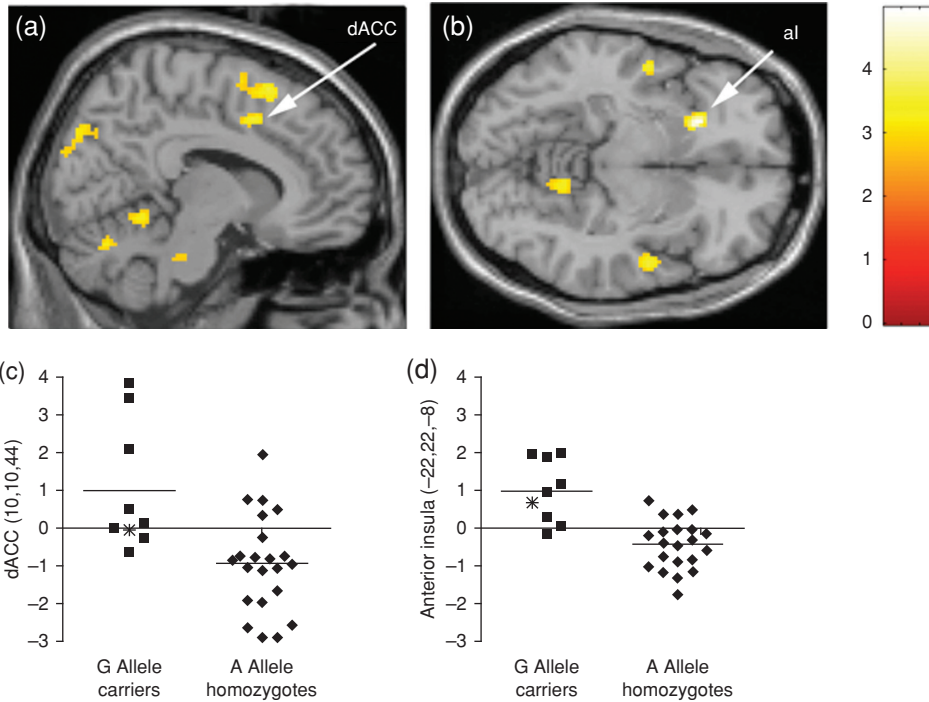 (a)
dACC
(b)
aI
4
3
2
1
0
(c)
4
3
2
1
0
−1
−2
−3
dACC (10,10,44)
G Allele
carriers
A Allele
homozygotes
(d)
4
3
2
1
0
−1
−2
−3
Anterior insula (−22,22,−8)
G Allele
carriers
A Allele
homozygotes